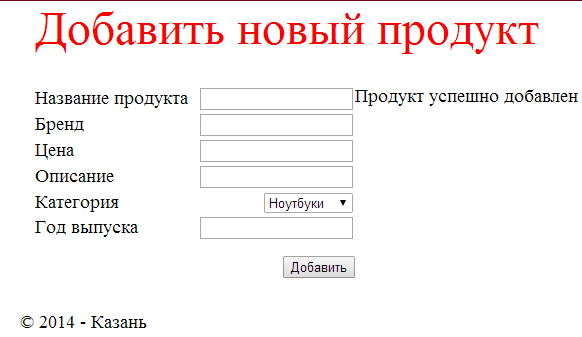 Добавить новый продукт
Название продукта Продукт успешно добавлен
Бренд
Цена
Описание
Категория Ноутбуки
Год выпуска
Добавить
© 2014 - Казань